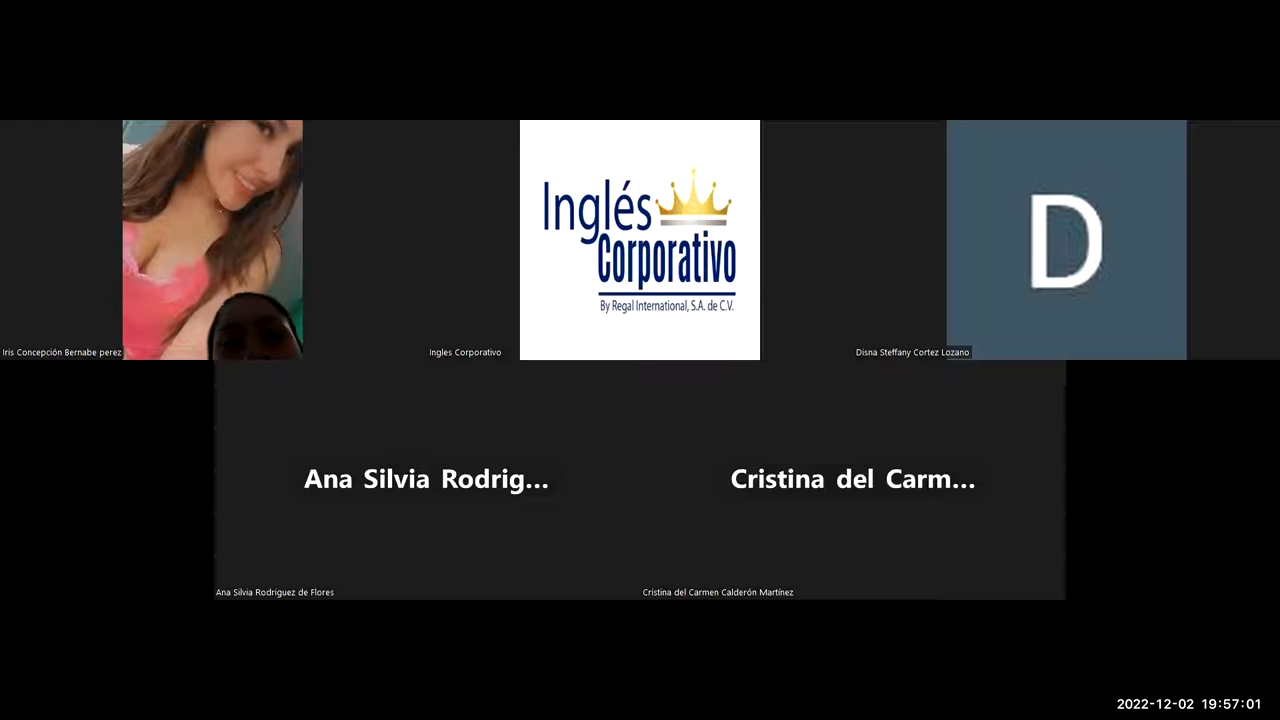 Inglés
Corporativo
By Regal International, S.A. de C.V.
D
Iris Concepción Bernabe perez
Ingles Corporativo
Disna Steffany Cortez Lozano
Ana Silvia Rodrig...
Cristina del Carm...
Ana Silvia Rodriguez de Flores
Cristina del Carmen Calderón Martínez
2022-12-02 19:57:01